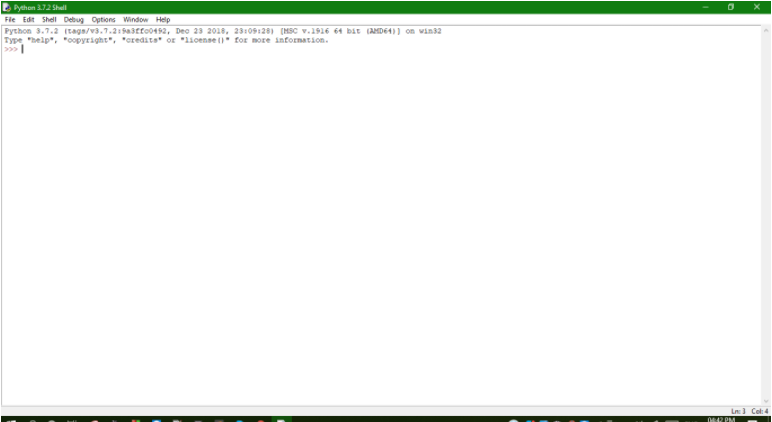 Python 3.7.2 Shell
File Edit Shell Debug Options Window Help
Python 3.7.2 (tags/v3.7.2:9a3ffc0492, Dec 23 2018, 23:09:28) [MSC v.1916 64 bit (AMD64)] on win32
Type "help", "copyright", "credits" or "license()" for more information.
>>>
Ln: 3 Col: 4
04:42 PM